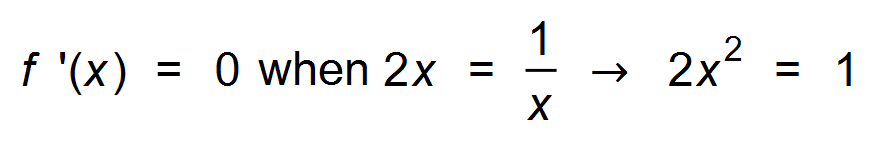 f '(x) = 0 when 2x = 1/x → 2x² = 1